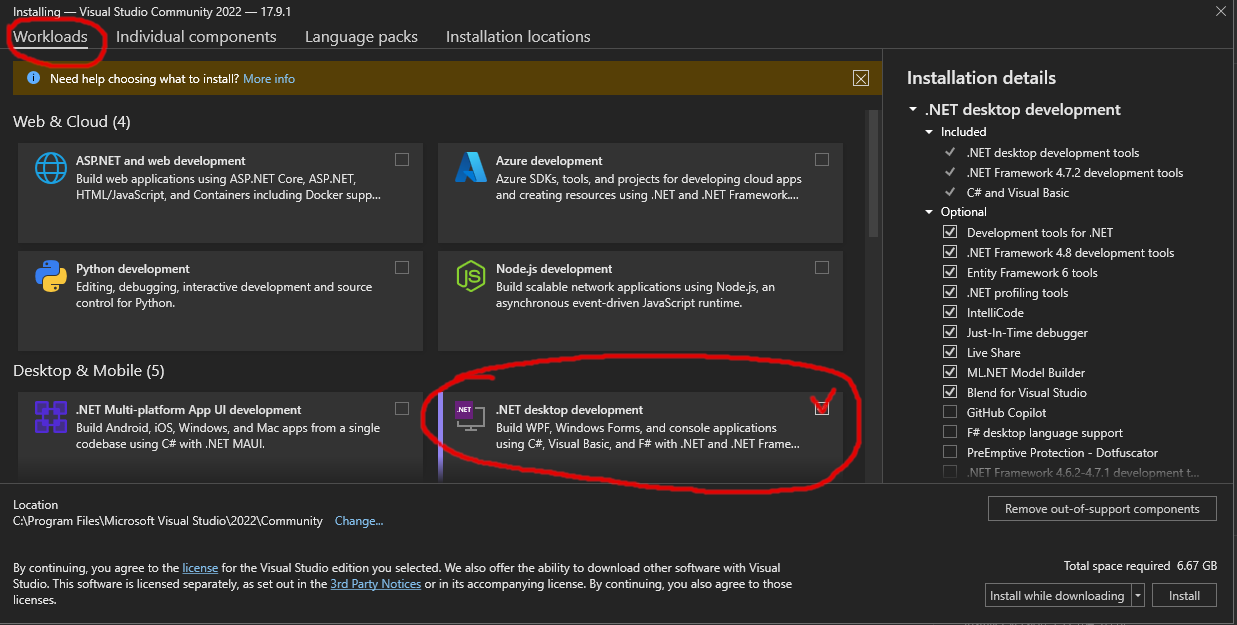 Installing — Visual Studio Community 2022 — 17.9.1
Workloads Individual components Language packs Installation locations
Need help choosing what to install? More info
Web & Cloud (4)
ASP.NET and web development
Build web applications using ASP.NET Core, ASP.NET,
HTML/JavaScript, and Containers including Docker supp...
Azure development
Azure SDKs, tools, and projects for developing cloud apps
and creating resources using .NET and .NET Framework....
Python development
Editing, debugging, interactive development and source
control for Python.
JS
Node.js development
Build scalable network applications using Node.js, an
asynchronous event-driven JavaScript runtime.
Desktop & Mobile (5)
.NET Multi-platform App UI development
Build Android, iOS, Windows, and Mac apps from a single
codebase using C# with .NET MAUI.
.NET
.NET desktop development
Build WPF, Windows Forms, and console applications
using C#, Visual Basic, and F# with .NET and .NET Frame...
Installation details
.NET desktop development
Included
.NET desktop development tools
.NET Framework 4.7.2 development tools
C# and Visual Basic
Optional
Development tools for .NET
.NET Framework 4.8 development tools
Entity Framework 6 tools
.NET profiling tools
IntelliCode
Just-In-Time debugger
Live Share
ML.NET Model Builder
Blend for Visual Studio
GitHub Copilot
F# desktop language support
PreEmptive Protection - Dotfuscator
.NET Framework 4.6.2-4.7.1 development t...
Location
C:\Program Files\Microsoft Visual Studio\2022\Community Change...
Remove out-of-support components
By continuing, you agree to the license for the Visual Studio edition you selected. We also offer the ability to download other software with Visual
Studio. This software is licensed separately, as set out in the 3rd Party Notices or in its accompanying license. By continuing, you also agree to those
licenses.
Total space required 6.67 GB
Install while downloading Install